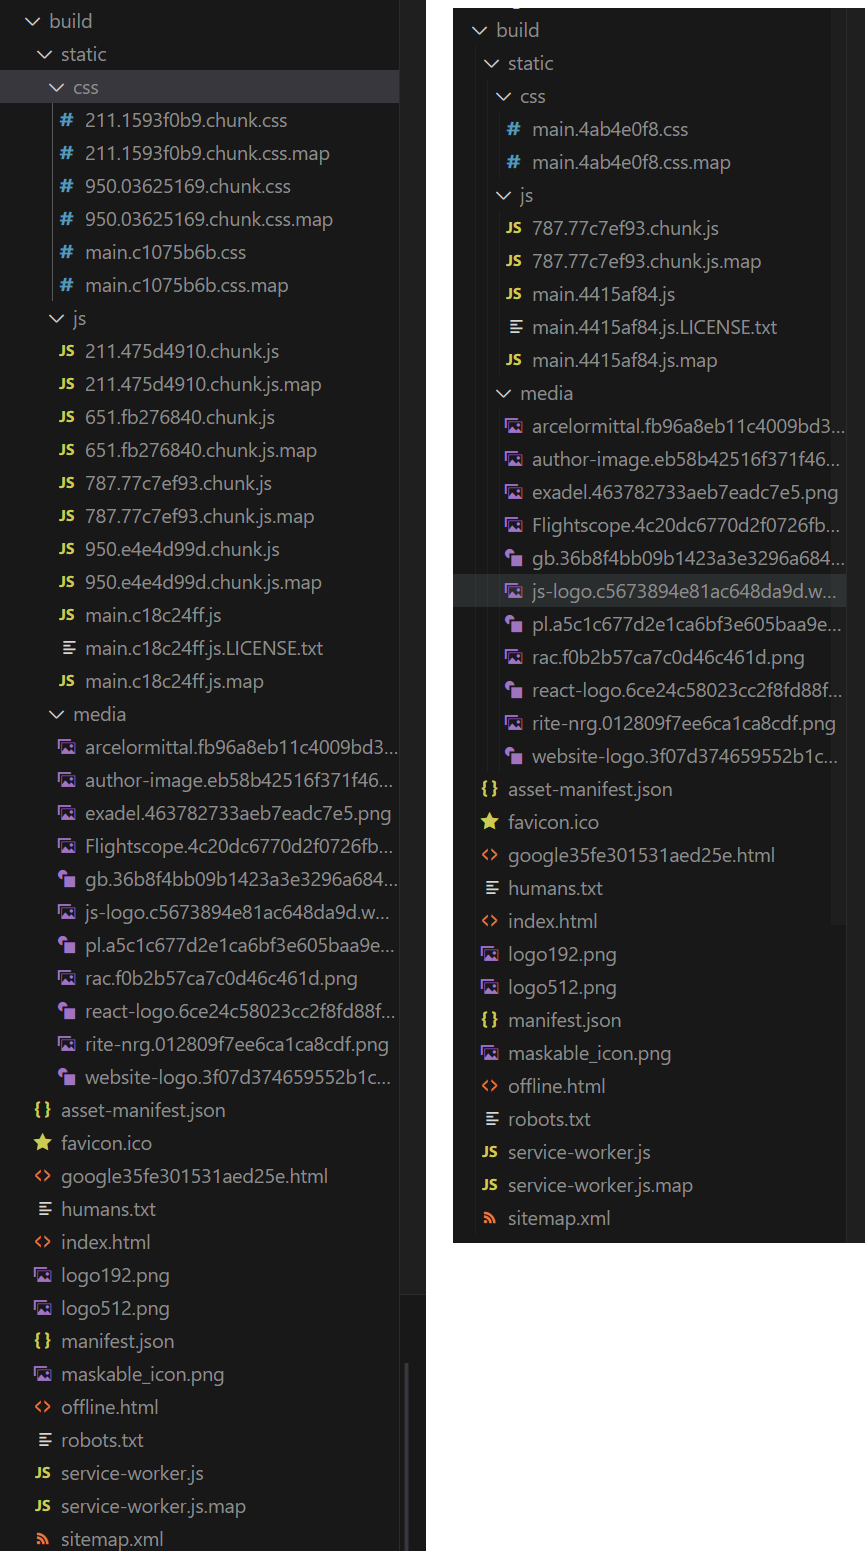 build
static
css
211.1593f0b9.chunk.css
211.1593f0b9.chunk.css.map
950.03625169.chunk.css
950.03625169.chunk.css.map
main.c1075b6b.css
main.c1075b6b.css.map
js
JS 211.475d4910.chunk.js
JS 211.475d4910.chunk.js.map
JS 651.fb276840.chunk.js
JS 651.fb276840.chunk.js.map
JS 787.77c7ef93.chunk.js
JS 787.77c7ef93.chunk.js.map
JS 950.e4e4d99d.chunk.js
JS 950.e4e4d99d.chunk.js.map
JS main.c18c24ff.js
main.c18c24ff.js.LICENSE.txt
JS main.c18c24ff.js.map
media
arcelormittal.fb96a8eb11c4009bd3...
author-image.eb58b42516f371f46...
exadel.463782733aeb7eadc7e5.png
Flightscope.4c20dc6770d2f0726fb...
gb.36b8f4bb09b1423a3e3296a684...
js-logo.c5673894e81ac648da9d.w...
pl.a5c1c677d2e1ca6bf3e605baa9e...
rac.f0b2b57ca7c0d46c461d.png
react-logo.6ce24c58023cc2f8fd88f...
rite-nrg.012809f7ee6ca1ca8cdf.png
website-logo.3f07d374659552b1c...
{} asset-manifest.json
favicon.ico
<> google35fe301531aed25e.html
humans.txt
<> index.html
logo192.png
logo512.png
{} manifest.json
maskable_icon.png
<> offline.html
robots.txt
JS service-worker.js
JS service-worker.js.map
sitemap.xml
build
static
css
# main.4ab4e0f8.css
# main.4ab4e0f8.css.map
js
JS 787.77c7ef93.chunk.js
JS 787.77c7ef93.chunk.js.map
JS main.4415af84.js
main.4415af84.js.LICENSE.txt
JS main.4415af84.js.map
media
arcelormittal.fb96a8eb11c4009bd3...
author-image.eb58b42516f371f46...
exadel.463782733aeb7eadc7e5.png
Flightscope.4c20dc6770d2f0726fb...
gb.36b8f4bb09b1423a3e3296a684...
js-logo.c5673894e81ac648da9d.w...
pl.a5c1c677d2e1ca6bf3e605baa9e...
rac.f0b2b57ca7c0d46c461d.png
react-logo.6ce24c58023cc2f8fd88f...
rite-nrg.012809f7ee6ca1ca8cdf.png
website-logo.3f07d374659552b1c...
{} asset-manifest.json
favicon.ico
<> google35fe301531aed25e.html
humans.txt
<> index.html
logo192.png
logo512.png
{} manifest.json
maskable_icon.png
<> offline.html
robots.txt
JS service-worker.js
JS service-worker.js.map
sitemap.xml